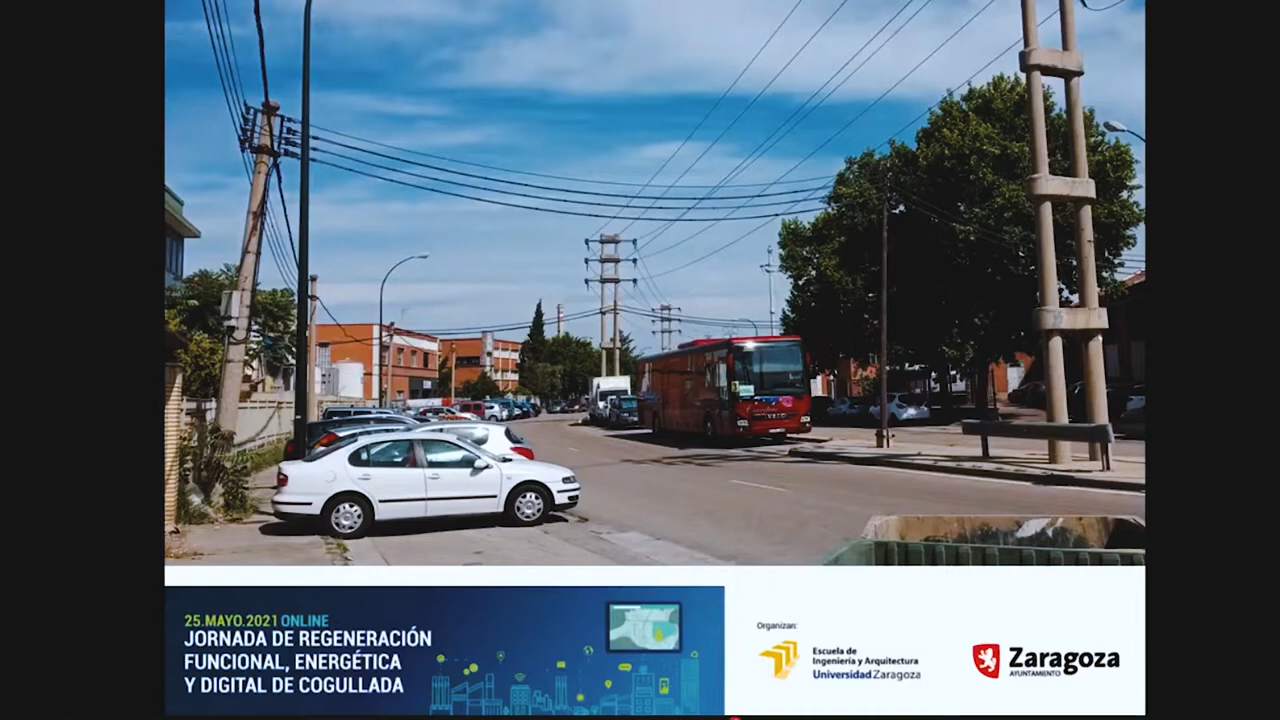 25.MAYO.2021 ONLINE
JORNADA DE REGENERACIÓN
FUNCIONAL, ENERGÉTICA
Y DIGITAL DE COGULLADA
Organizan:
Escuela de
Ingeniería y Arquitectura
Universidad Zaragoza
Zaragoza
AYUNTAMIENTO